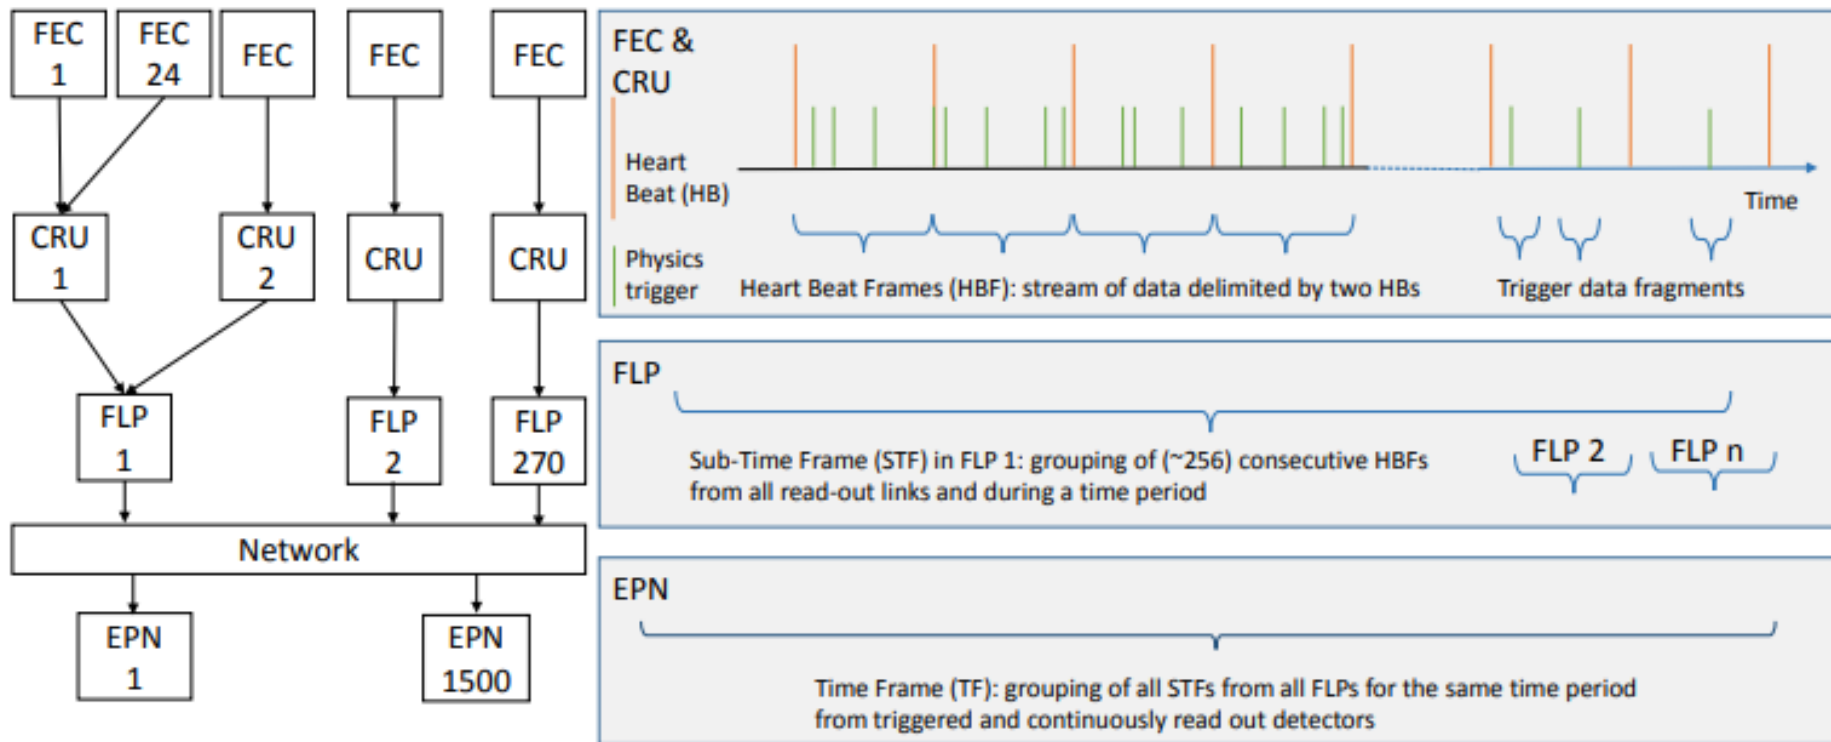 FEC
1
FEC
24
FEC
FEC
FEC
CRU
1
CRU
2
CRU
CRU
FLP
1
FLP
2
FLP
270
Network
EPN
1
EPN
1500
FEC &
CRU
Heart
Beat (HB)
Physics
trigger
Time
Heart Beat Frames (HBF): stream of data delimited by two HBs
Trigger data fragments
FLP
Sub-Time Frame (STF) in FLP 1: grouping of (~256) consecutive HBFs
from all read-out links and during a time period
FLP 2
FLP n
EPN
Time Frame (TF): grouping of all STFs from all FLPs for the same time period
from triggered and continuously read out detectors